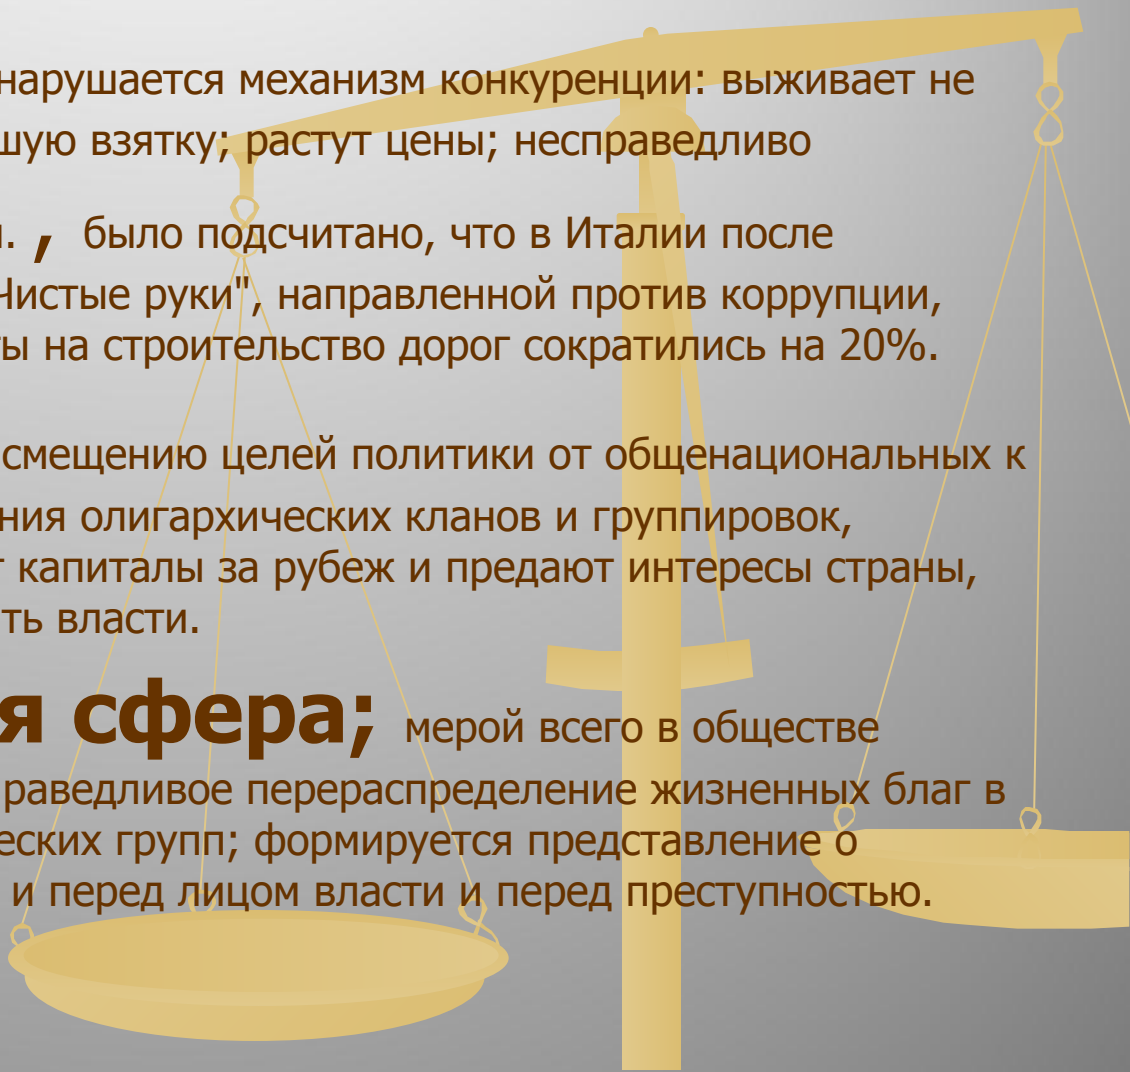 нарушается механизм конкуренции: выживает не
шую взятку; растут цены; несправедливо
. , было подсчитано, что в Италии после
Чистые руки", направленной против коррупции,
ты на строительство дорог сократились на 20%.
смещению целей политики от общенациональных к
ния олигархических кланов и группировок,
т капиталы за рубеж и предают интересы страны,
ть власти.
я сфера; мерой всего в обществе
раведливое перераспределение жизненных благ в
еских групп; формируется представление о
и перед лицом власти и перед преступностью.